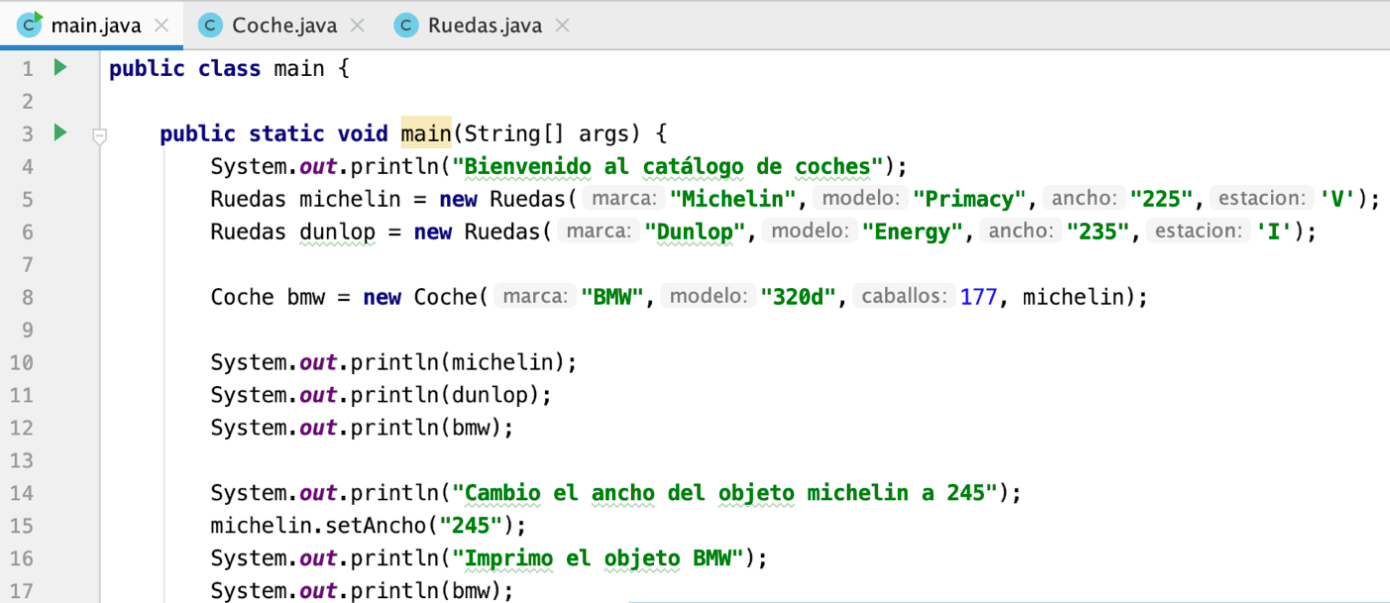 main.java Coche.java Ruedas.java
1 public class main {
2
3 public static void main(String[] args) {
4 System.out.println("Bienvenido al catálogo de coches");
5 Ruedas michelin = new Ruedas( marca: "Michelin", modelo: "Primacy", ancho: "225", estacion: 'V');
6 Ruedas dunlop = new Ruedas( marca: "Dunlop", modelo: "Energy", ancho: "235", estacion: 'I');
7
8 Coche bmw = new Coche( marca: "BMW", modelo: "320d", caballos: 177, michelin);
9
10 System.out.println(michelin);
11 System.out.println(dunlop);
12 System.out.println(bmw);
13
14 System.out.println("Cambio el ancho del objeto michelin a 245");
15 michelin.setAncho("245");
16 System.out.println("Imprimo el objeto BMW");
17 System.out.println(bmw);